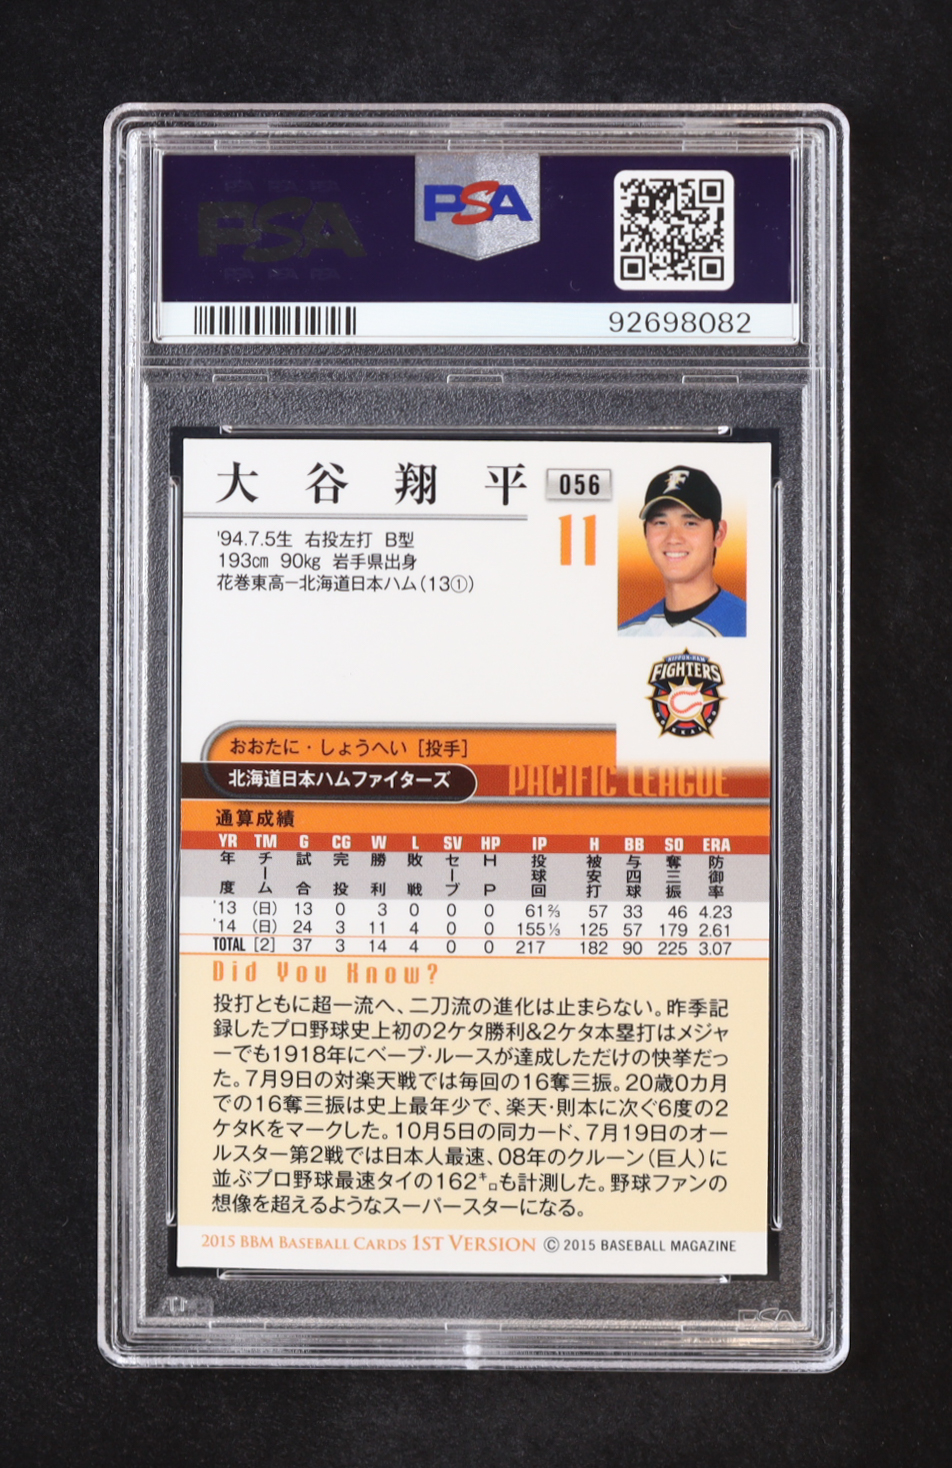 PSA
PSA
92698082
大谷翔平 056
11
'94.7.5生 右投左打 B型
193cm 90kg 岩手県出身
花巻東高－北海道日本ハム(13①)
NIPPON-HAM
FIGHTERS
HOKKAIDO
おおたに・しょうへい [投手]
北海道日本ハムファイターズ PACIFIC LEAGUE
通算成績
YR TM G CG W L SV HP IP H BB SO ERA
年度 チーム 試合 完投 勝利 敗戦 セーブ HP 投球回 被安打 与四球 奪三振 防御率
'13 (日) 13 0 3 0 0 0 61⅔ 57 33 46 4.23
'14 (日) 24 3 11 4 0 0 155⅓ 125 57 179 2.61
TOTAL [2] 37 3 14 4 0 0 217 182 90 225 3.07
Did You Know?
投打ともに超一流へ、二刀流の進化は止まらない。昨季記
録したプロ野球史上初の2ケタ勝利&2ケタ本塁打はメジャ
ーでも1918年にベーブ・ルースが達成しただけの快挙だっ
た。7月9日の対楽天戦では毎回の16奪三振。20歳0カ月
での16奪三振は史上最年少で、楽天・則本に次ぐ6度の2
ケタKをマークした。10月5日の同カード、7月19日のオー
ルスター第2戦では日本人最速、08年のクルーン(巨人)に
並ぶプロ野球最速タイの162㌔も計測した。野球ファンの
想像を超えるようなスーパースターになる。
2015 BBM BASEBALL CARDS 1ST VERSION © 2015 BASEBALL MAGAZINE
PSA